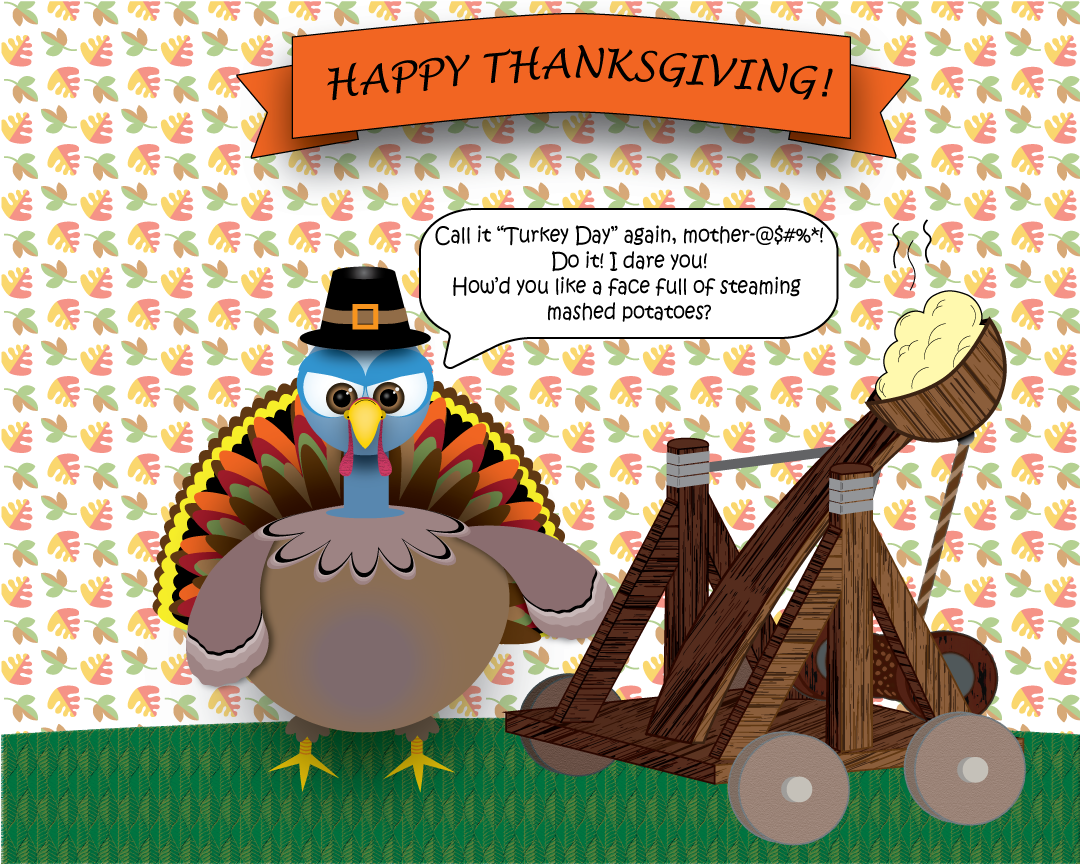 HAPPY THANKSGIVING!
Call it “Turkey Day” again, mother-@$#%*!
Do it! I dare you!
How’d you like a face full of steaming
mashed potatoes?